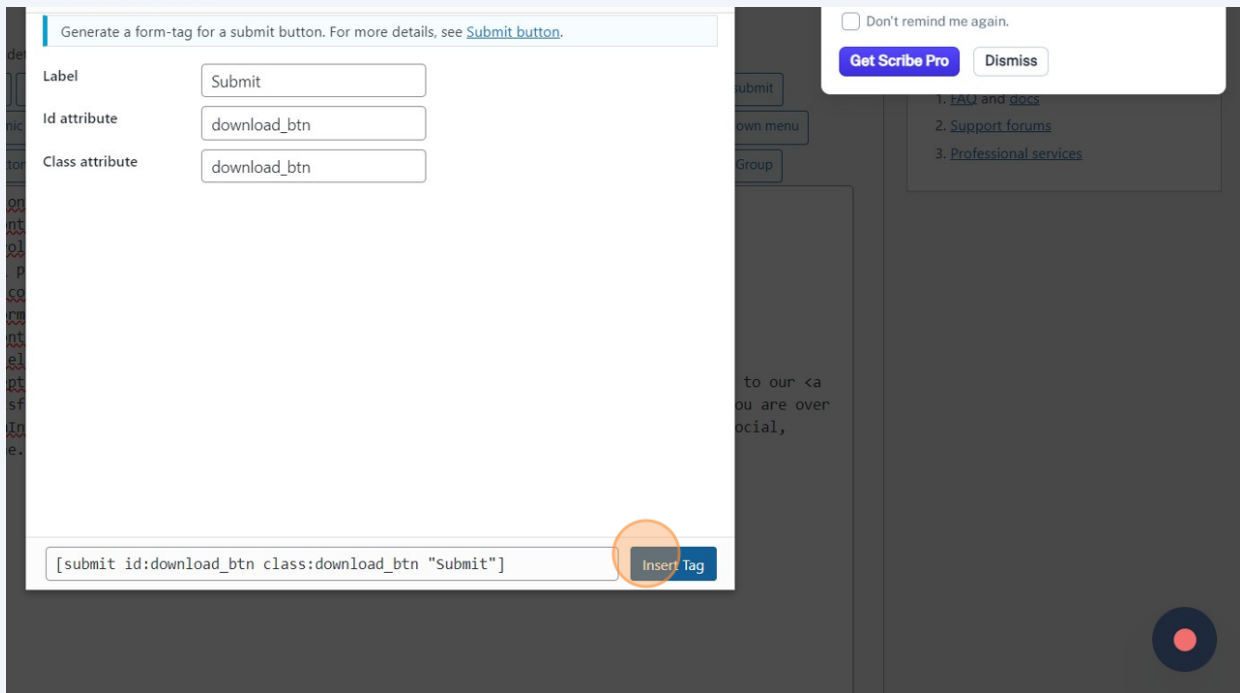 Generate a form-tag for a submit button. For more details, see Submit button.
Label
Submit
Id attribute
download_btn
Class attribute
download_btn
[submit id:download_btn class:download_btn "Submit"]
Insert Tag
Don't remind me again.
Get Scribe Pro
Dismiss
submit
own menu
Group
1. FAQ and docs
2. Support forums
3. Professional services
to our <a
ou are over
ocial,